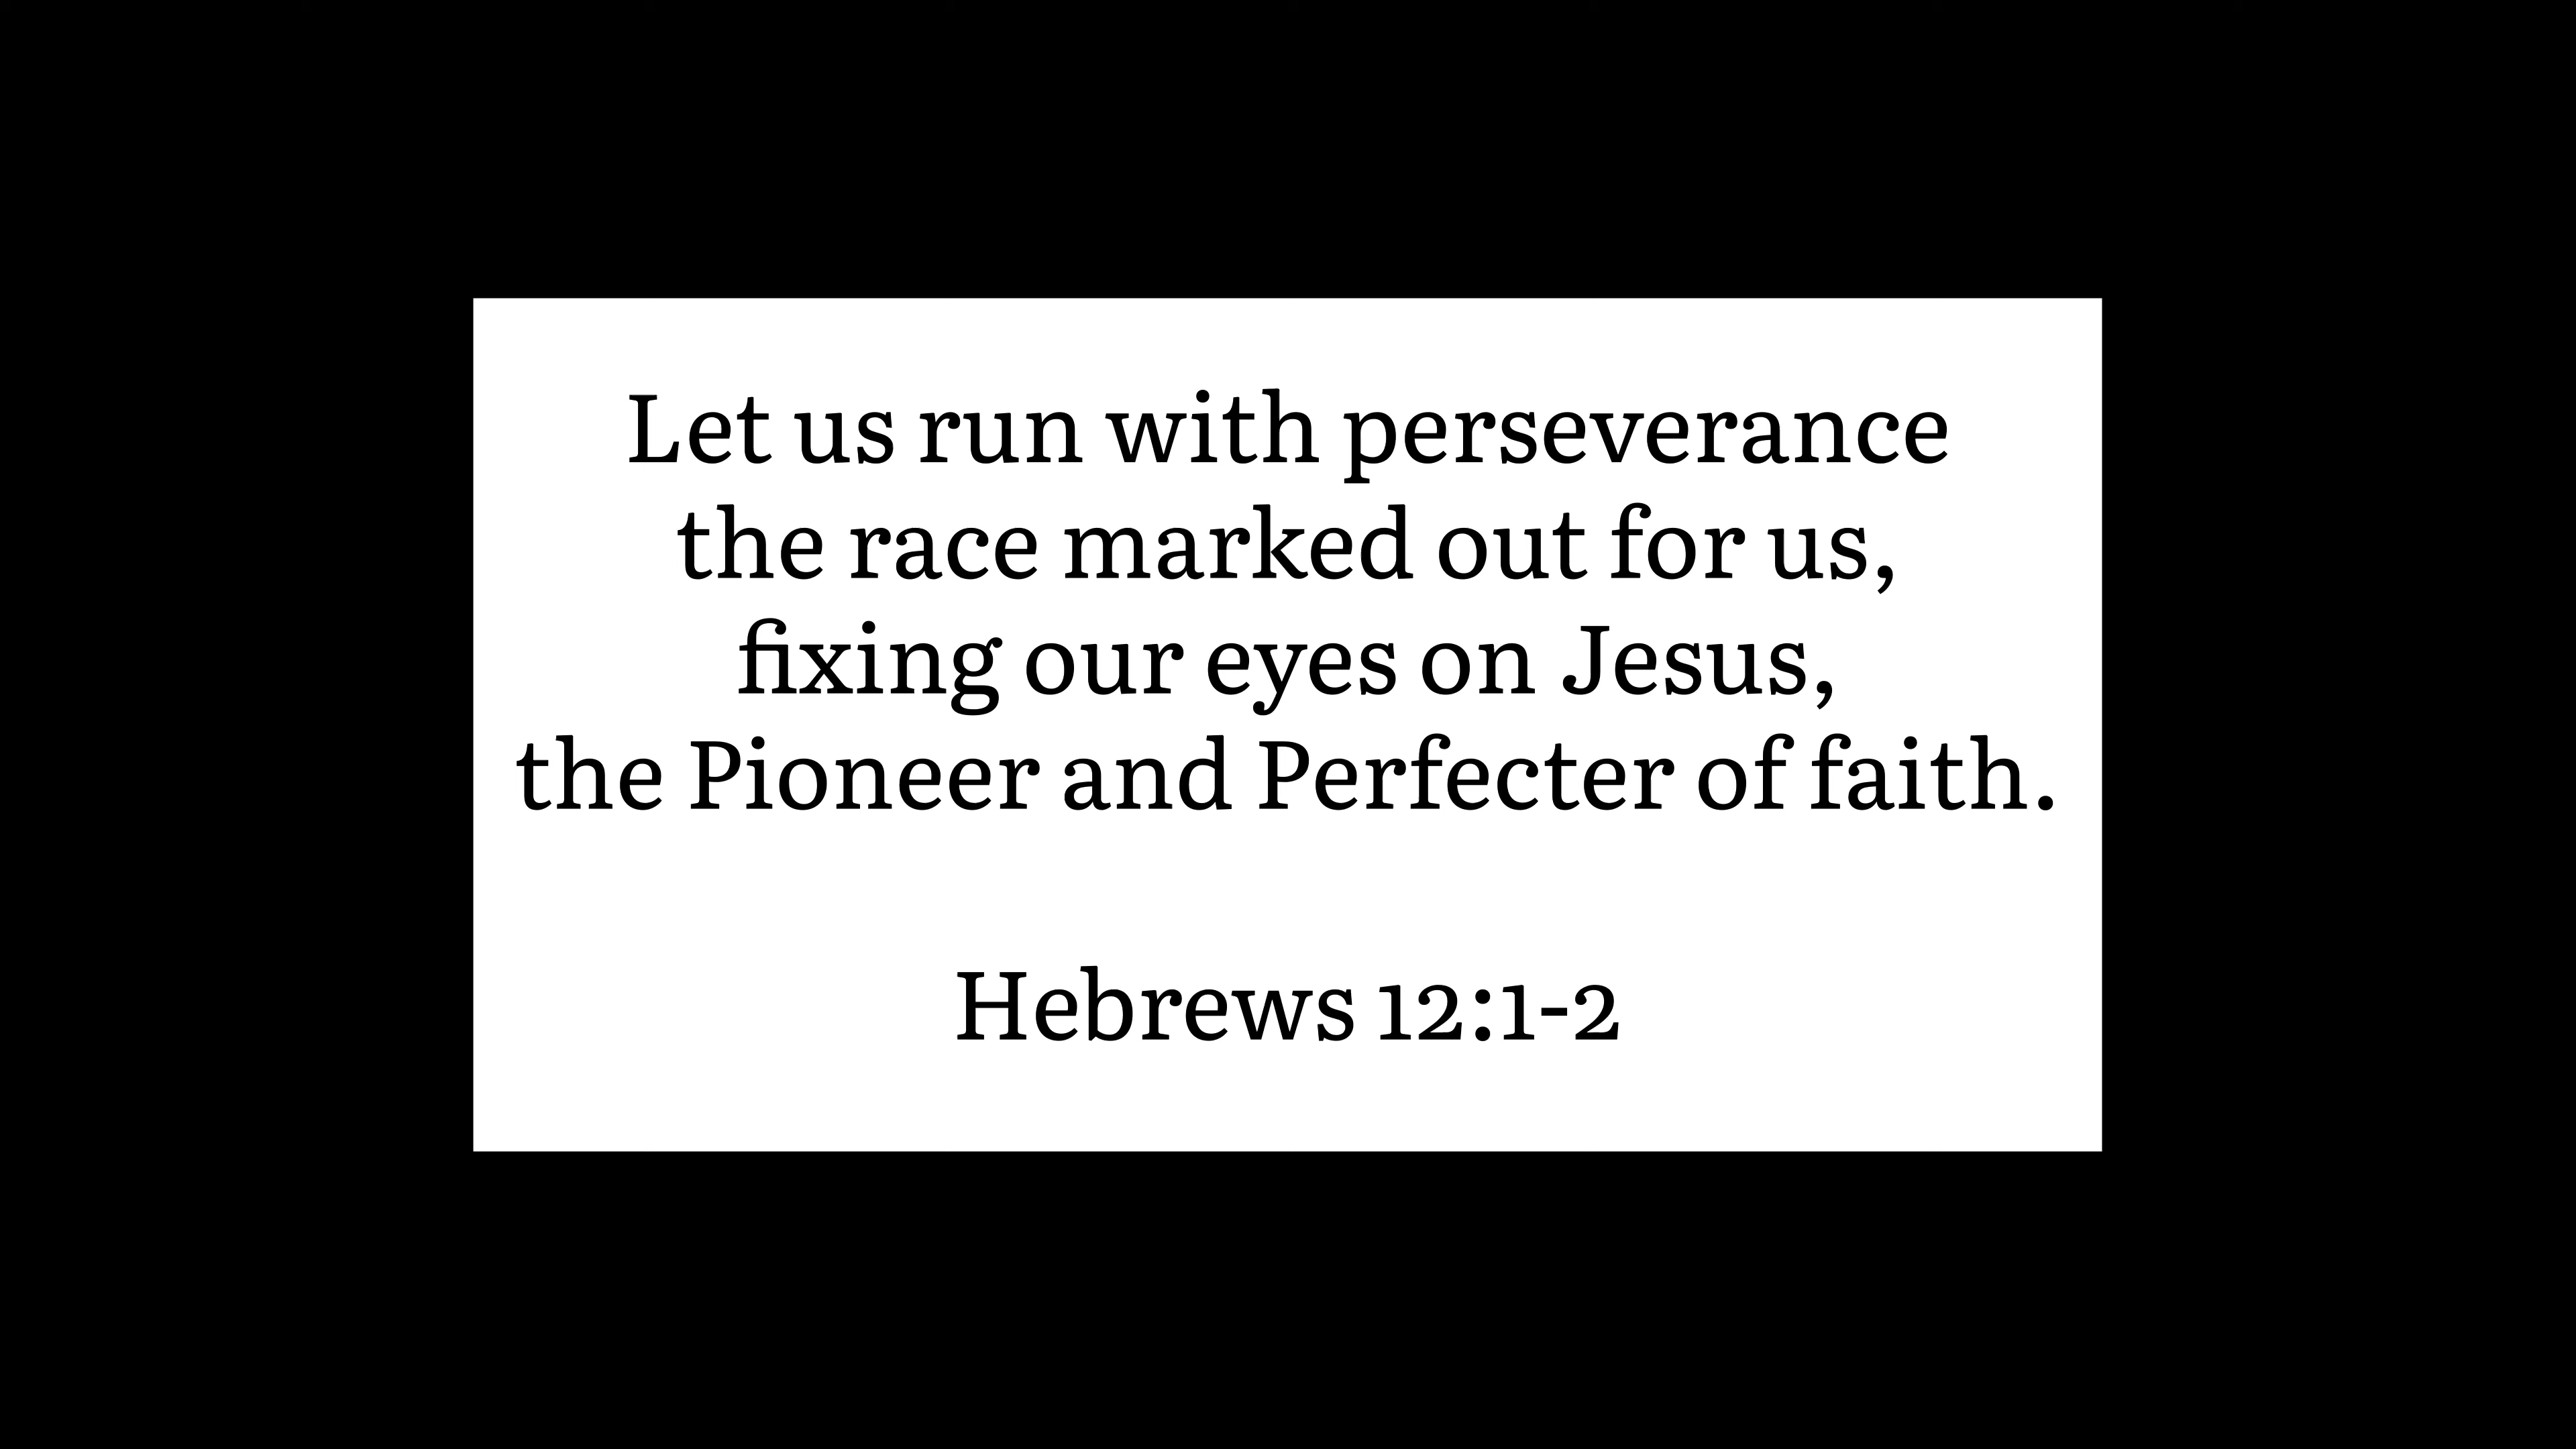 Let us run with perseverance
the race marked out for us,
fixing our eyes on Jesus,
the Pioneer and Perfecter of faith.
Hebrews 12:1-2